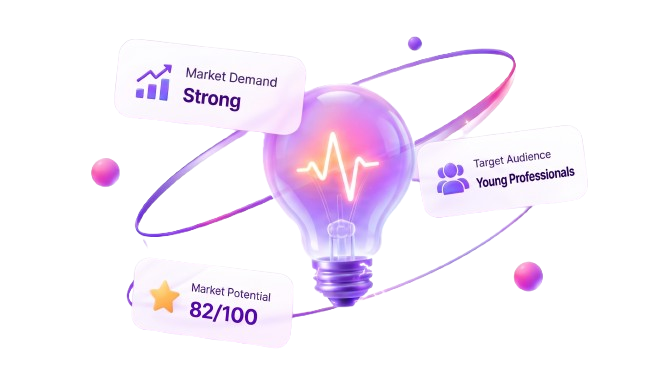 Market Demand
Strong
Target Audience
Young Professionals
Market Potential
82/100